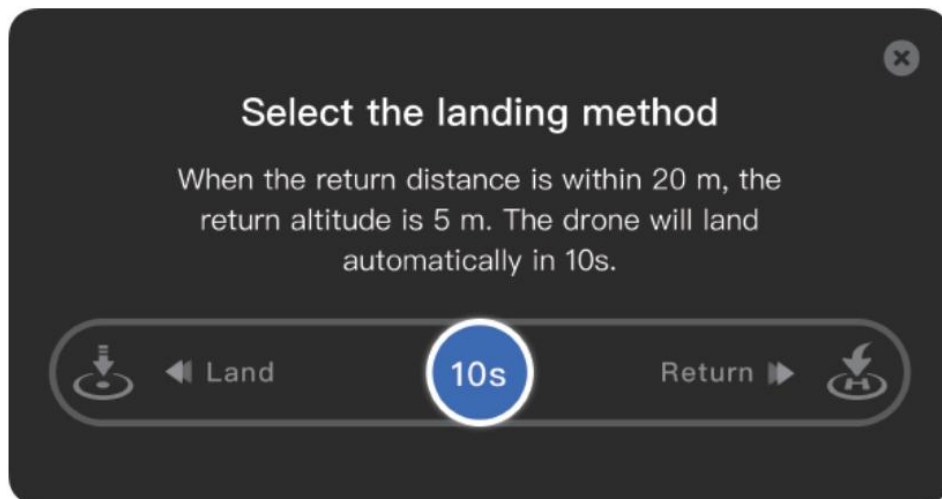 Select the landing method
When the return distance is within 20 m, the
return altitude is 5 m. The drone will land
automatically in 10s.
Land
10s
Return
H